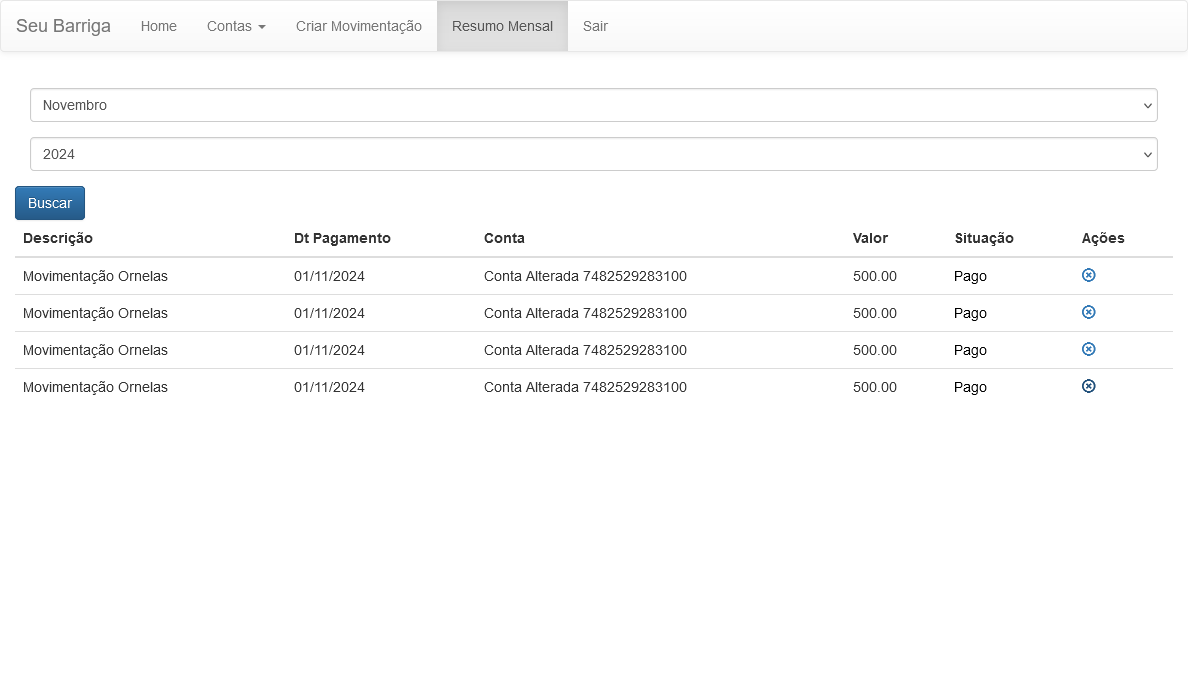 Seu Barriga Home Contas Criar Movimentação Resumo Mensal Sair
Novembro
2024
Buscar
Descrição Dt Pagamento Conta Valor Situação Ações
Movimentação Ornelas 01/11/2024 Conta Alterada 7482529283100 500.00 Pago
Movimentação Ornelas 01/11/2024 Conta Alterada 7482529283100 500.00 Pago
Movimentação Ornelas 01/11/2024 Conta Alterada 7482529283100 500.00 Pago
Movimentação Ornelas 01/11/2024 Conta Alterada 7482529283100 500.00 Pago